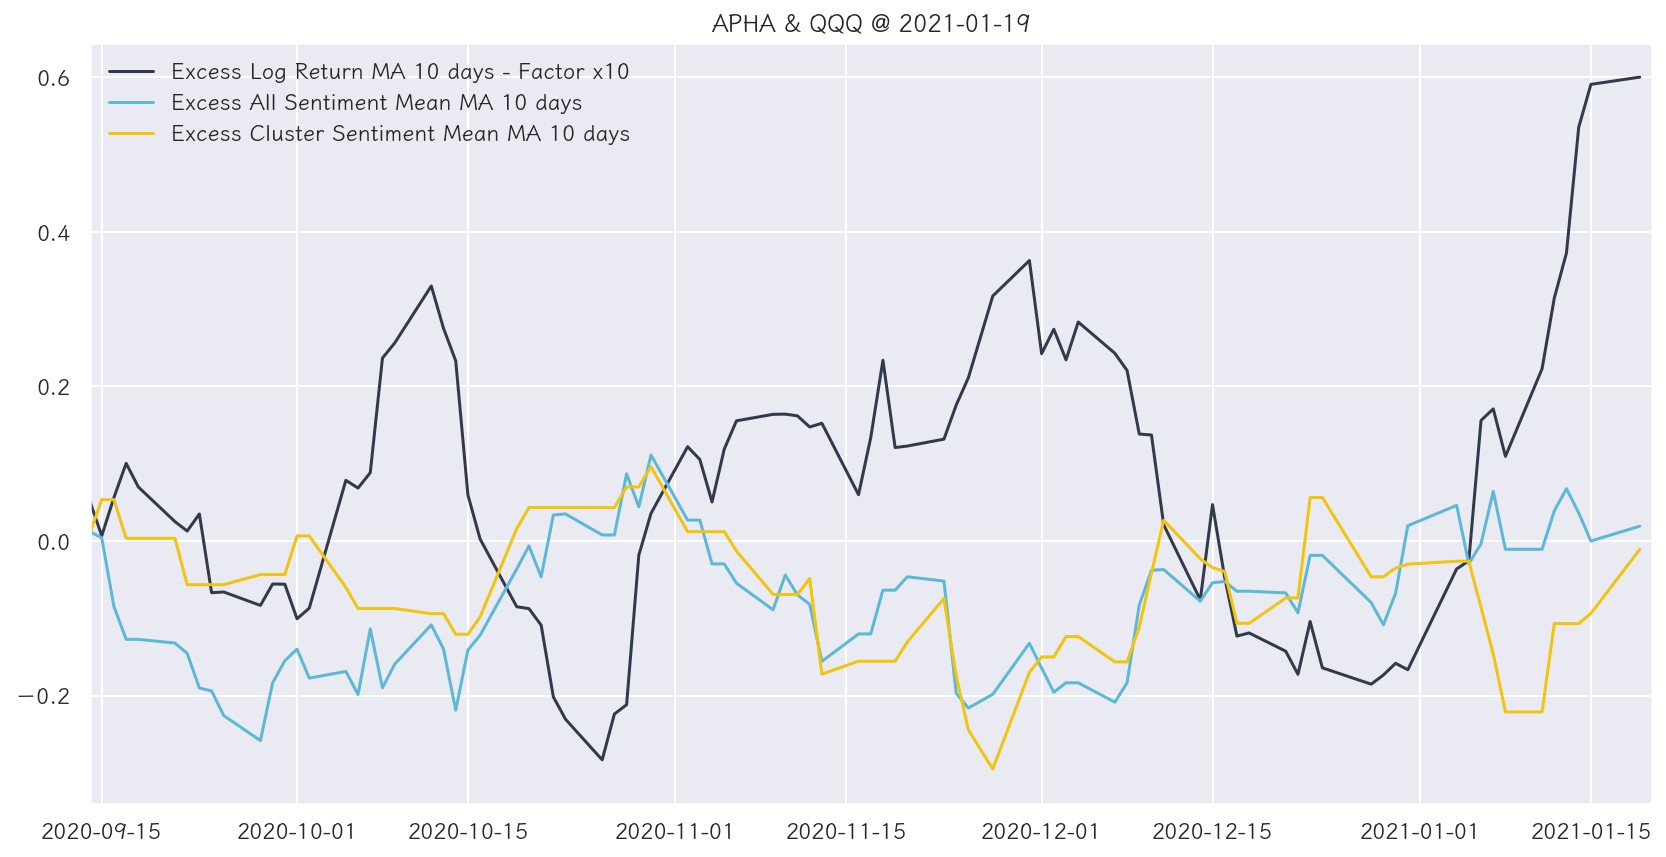 APHA & QQQ @ 2021-01-19
Excess Log Return MA 10 days - Factor x10
Excess All Sentiment Mean MA 10 days
Excess Cluster Sentiment Mean MA 10 days
0.6
0.4
0.2
0.0
−0.2
2020-09-15 2020-10-01 2020-10-15 2020-11-01 2020-11-15 2020-12-01 2020-12-15 2021-01-01 2021-01-15